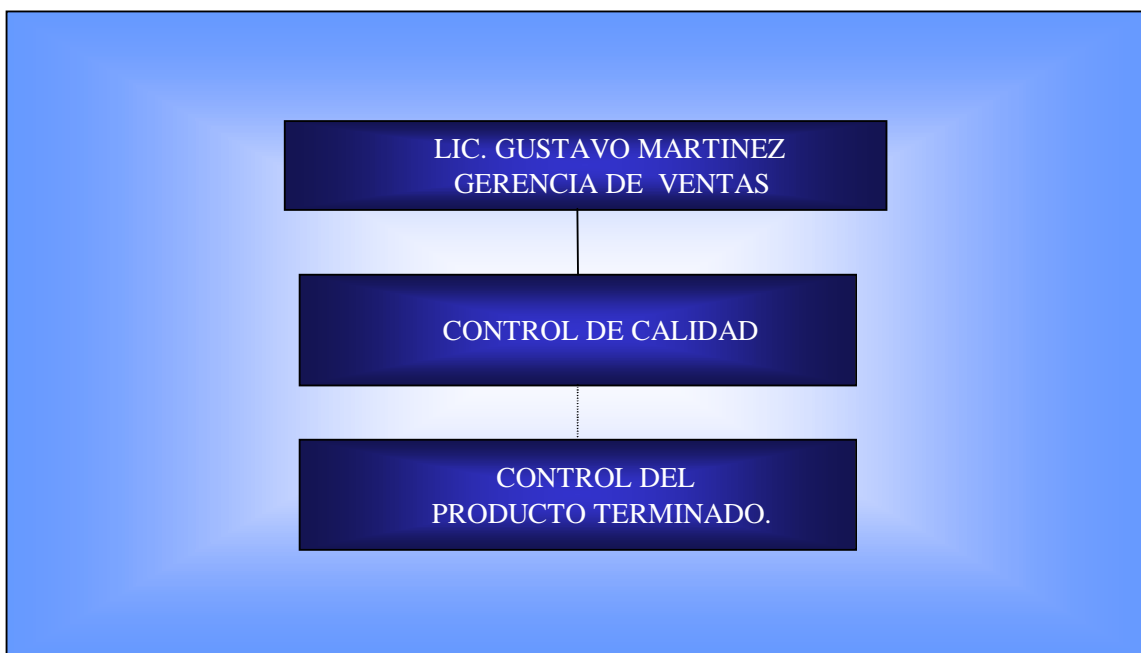 LIC. GUSTAVO MARTINEZ
GERENCIA DE VENTAS
CONTROL DE CALIDAD
CONTROL DEL
PRODUCTO TERMINADO.